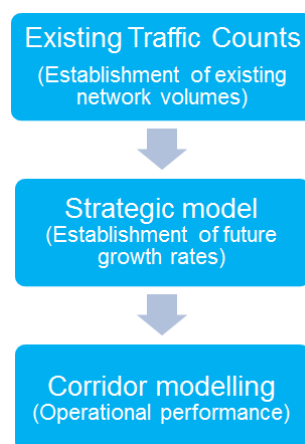 Existing Traffic Counts
(Establishment of existing
network volumes)
Strategic model
(Establishment of future
growth rates)
Corridor modelling
(Operational performance)